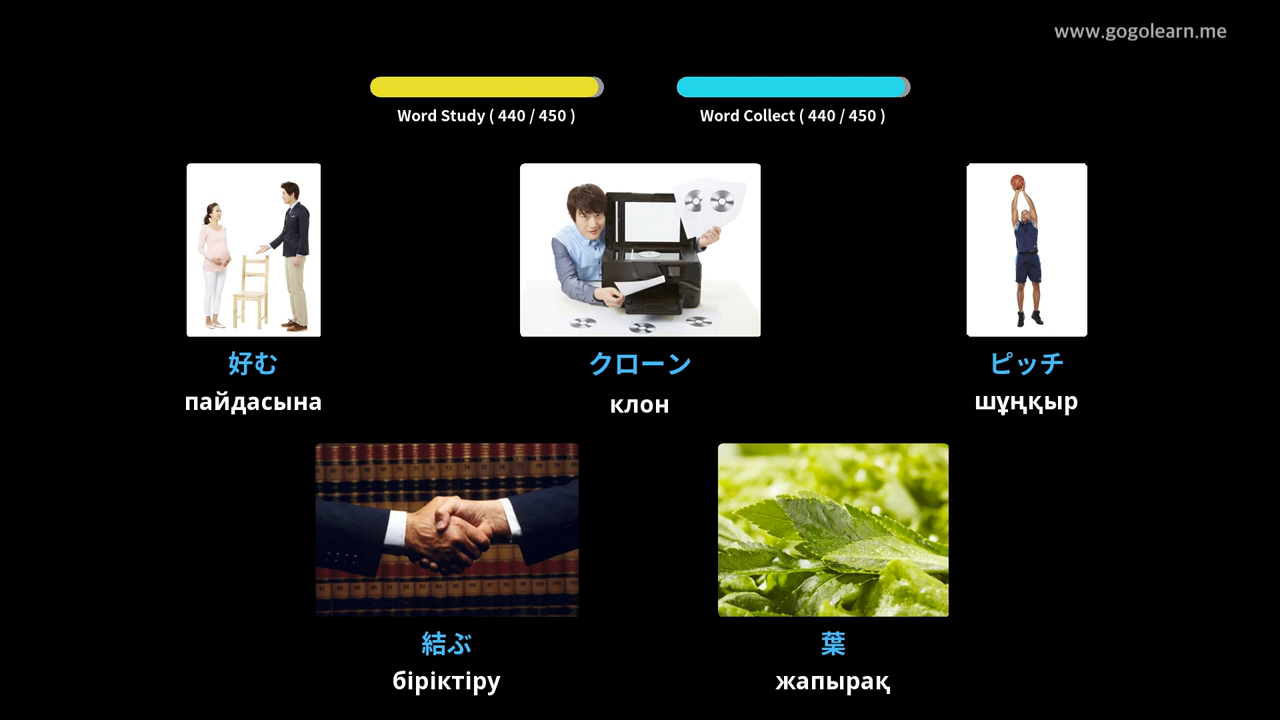 www.gogolearn.me
Word Study ( 440 / 450 )
Word Collect ( 440 / 450 )
好む
пайдасына
クローン
клон
ピッチ
шұңқыр
結ぶ
біріктіру
葉
жапырақ